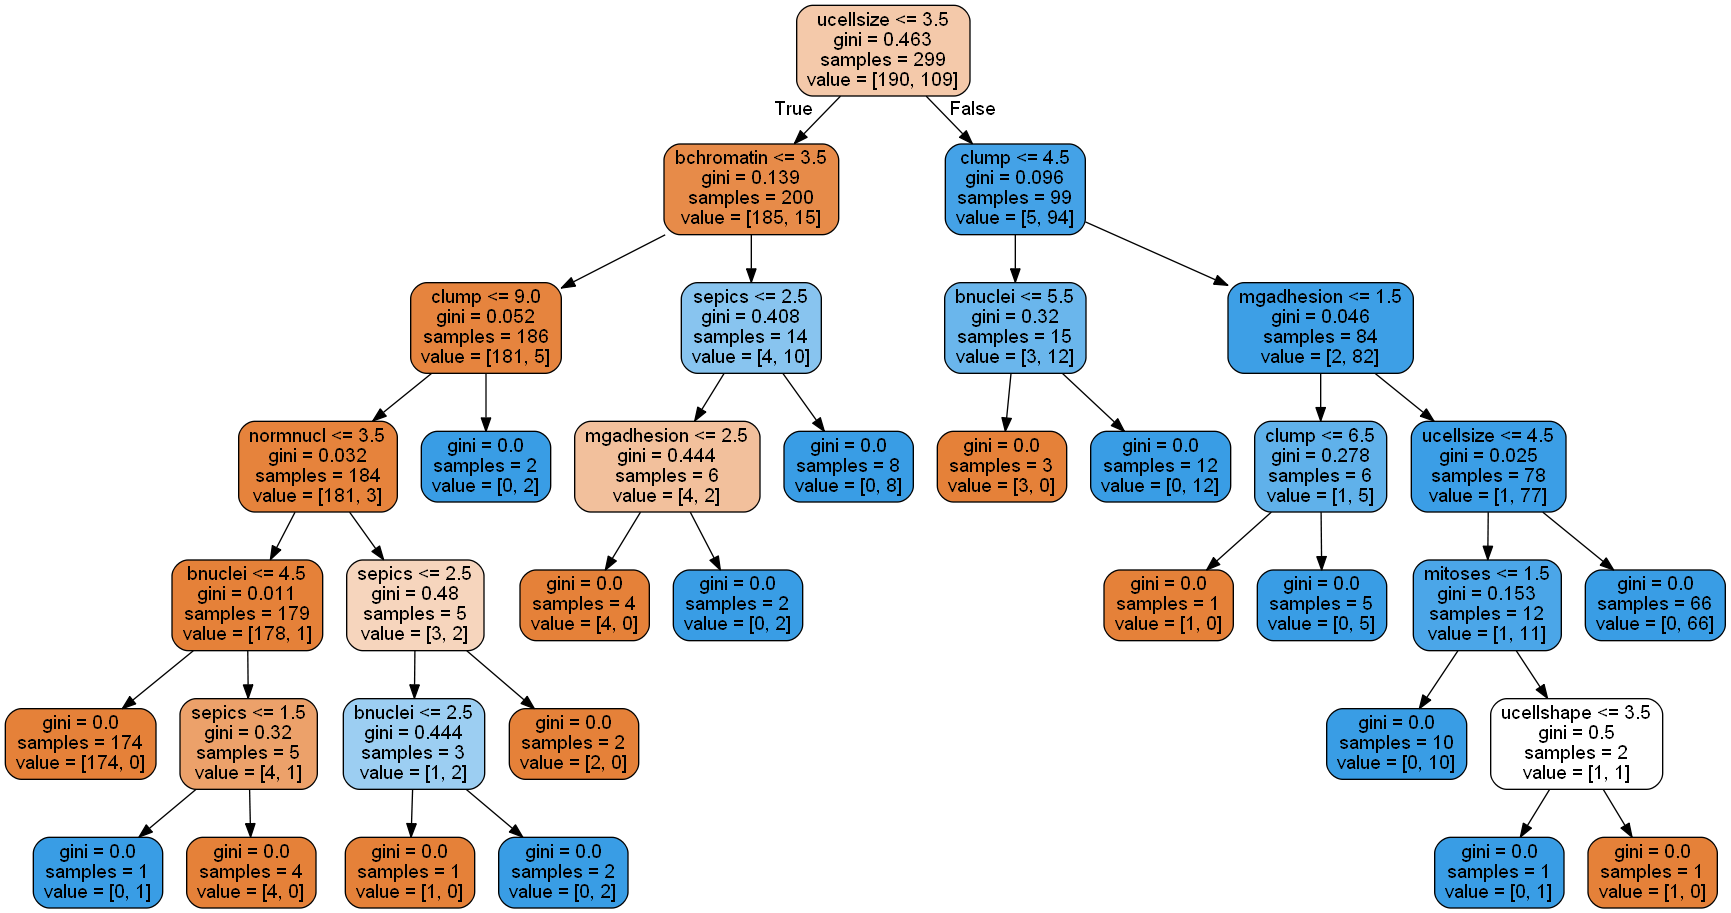 ucellsize <= 3.5
gini = 0.463
samples = 299
value = [190, 109]
True
False
bchromatin <= 3.5
gini = 0.139
samples = 200
value = [185, 15]
clump <= 4.5
gini = 0.096
samples = 99
value = [5, 94]
clump <= 9.0
gini = 0.052
samples = 186
value = [181, 5]
sepics <= 2.5
gini = 0.408
samples = 14
value = [4, 10]
bnuclei <= 5.5
gini = 0.32
samples = 15
value = [3, 12]
mgadhesion <= 1.5
gini = 0.046
samples = 84
value = [2, 82]
normnucl <= 3.5
gini = 0.032
samples = 184
value = [181, 3]
gini = 0.0
samples = 2
value = [0, 2]
mgadhesion <= 2.5
gini = 0.444
samples = 6
value = [4, 2]
gini = 0.0
samples = 8
value = [0, 8]
gini = 0.0
samples = 3
value = [3, 0]
gini = 0.0
samples = 12
value = [0, 12]
clump <= 6.5
gini = 0.278
samples = 6
value = [1, 5]
ucellsize <= 4.5
gini = 0.025
samples = 78
value = [1, 77]
bnuclei <= 4.5
gini = 0.011
samples = 179
value = [178, 1]
sepics <= 2.5
gini = 0.48
samples = 5
value = [3, 2]
gini = 0.0
samples = 4
value = [4, 0]
gini = 0.0
samples = 2
value = [0, 2]
gini = 0.0
samples = 1
value = [1, 0]
gini = 0.0
samples = 5
value = [0, 5]
mitoses <= 1.5
gini = 0.153
samples = 12
value = [1, 11]
gini = 0.0
samples = 66
value = [0, 66]
gini = 0.0
samples = 174
value = [174, 0]
sepics <= 1.5
gini = 0.32
samples = 5
value = [4, 1]
bnuclei <= 2.5
gini = 0.444
samples = 3
value = [1, 2]
gini = 0.0
samples = 2
value = [2, 0]
gini = 0.0
samples = 10
value = [0, 10]
ucellshape <= 3.5
gini = 0.5
samples = 2
value = [1, 1]
gini = 0.0
samples = 1
value = [0, 1]
gini = 0.0
samples = 4
value = [4, 0]
gini = 0.0
samples = 1
value = [1, 0]
gini = 0.0
samples = 2
value = [0, 2]
gini = 0.0
samples = 1
value = [0, 1]
gini = 0.0
samples = 1
value = [1, 0]